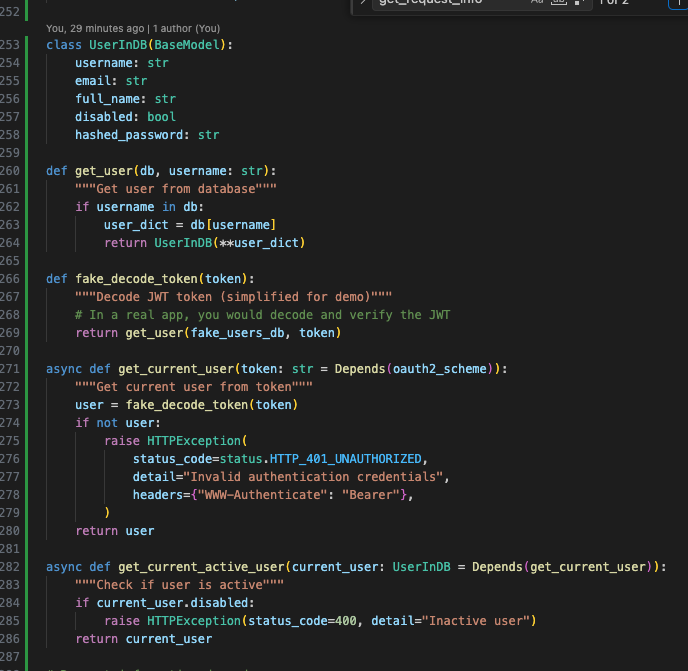 252
get_request_info
You, 29 minutes ago | 1 author (You)
253 class UserInDB(BaseModel):
254     username: str
255     email: str
256     full_name: str
257     disabled: bool
258     hashed_password: str
259
260 def get_user(db, username: str):
261     """Get user from database"""
262     if username in db:
263         user_dict = db[username]
264         return UserInDB(**user_dict)
265
266 def fake_decode_token(token):
267     """Decode JWT token (simplified for demo)"""
268     # In a real app, you would decode and verify the JWT
269     return get_user(fake_users_db, token)
270
271 async def get_current_user(token: str = Depends(oauth2_scheme)):
272     """Get current user from token"""
273     user = fake_decode_token(token)
274     if not user:
275         raise HTTPException(
276             status_code=status.HTTP_401_UNAUTHORIZED,
277             detail="Invalid authentication credentials",
278             headers={"WWW-Authenticate": "Bearer"},
279         )
280     return user
281
282 async def get_current_active_user(current_user: UserInDB = Depends(get_current_user)):
283     """Check if user is active"""
284     if current_user.disabled:
285         raise HTTPException(status_code=400, detail="Inactive user")
286     return current_user
287